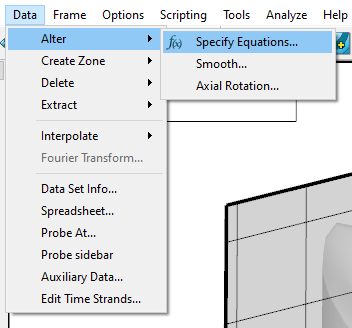 Data Frame Options Scripting Tools Analyze Help
Alter
f(x) Specify Equations...
Create Zone
Smooth...
Delete
Axial Rotation...
Extract
Interpolate
Fourier Transform...
Data Set Info...
Spreadsheet...
Probe At...
Probe sidebar
Auxiliary Data...
Edit Time Strands...